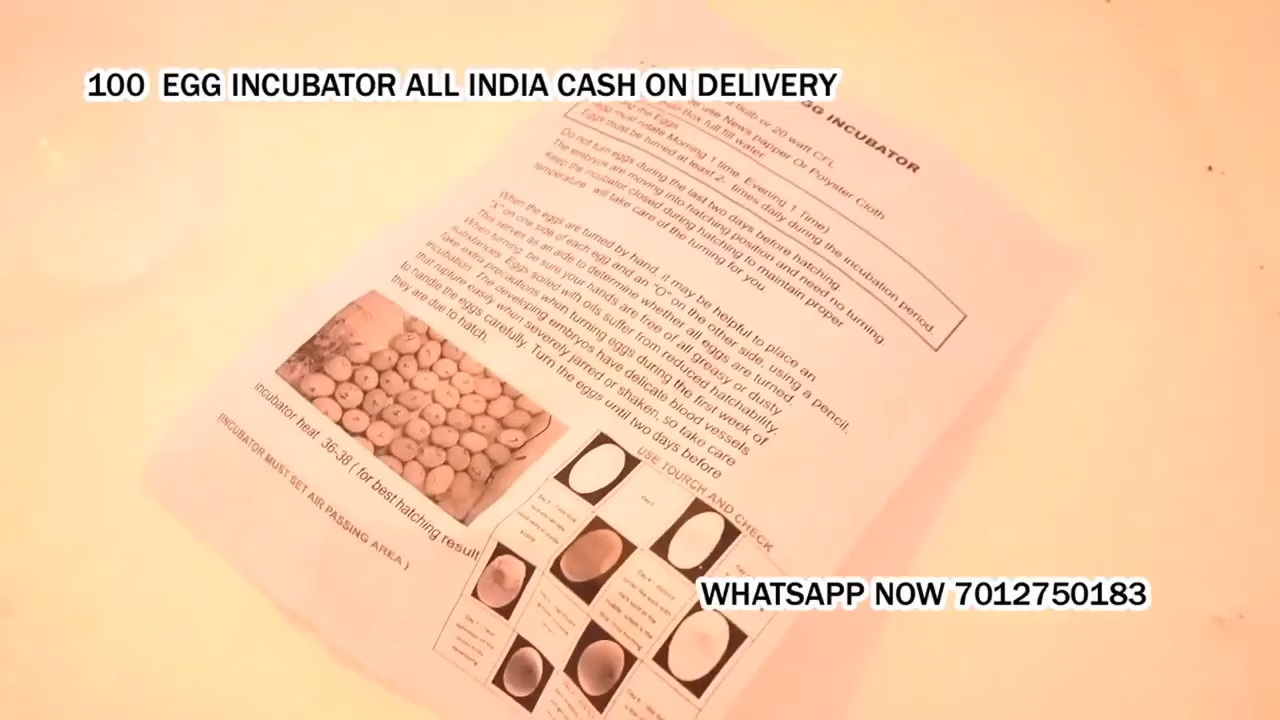 100 EGG INCUBATOR ALL INDIA CASH ON DELIVERY
GG INCUBATOR
bulb or 20 watt CFL
use News papper Or Polyster Cloth
Box full fill water
the Eggs
must rotate Morning 1 time Evening 1 Time)
Eggs must be turned at least 2- times daily during the incubation period.
Do not turn eggs during the last two days before hatching
The embryos are moving into hatching position and need no turning.
Keep the incubator closed during hatching to maintain proper
temperature will take care of the turning for you
When the eggs are turned by hand, it may be helpful to place an
"X" on one side of each egg and an "O" on the other side, using a pencil.
This serves as an aide to determine whether all eggs are turned.
When turning, be sure your hands are free of all greasy or dusty
substances. Eggs soiled with oils suffer from reduced hatchability.
Take extra precautions when turning eggs during the first week of
incubation. The developing embryos have delicate blood vessels
that rupture easily when severely jarred or shaken, so take care
to handle the eggs carefully. Turn the eggs until two days before
they are due to hatch.
USE TOURCH AND CHECK
incubator heat 36-38 ( for best hatching result
(INCUBATOR MUST SET AIR PASSING AREA )
WHATSAPP NOW 7012750183